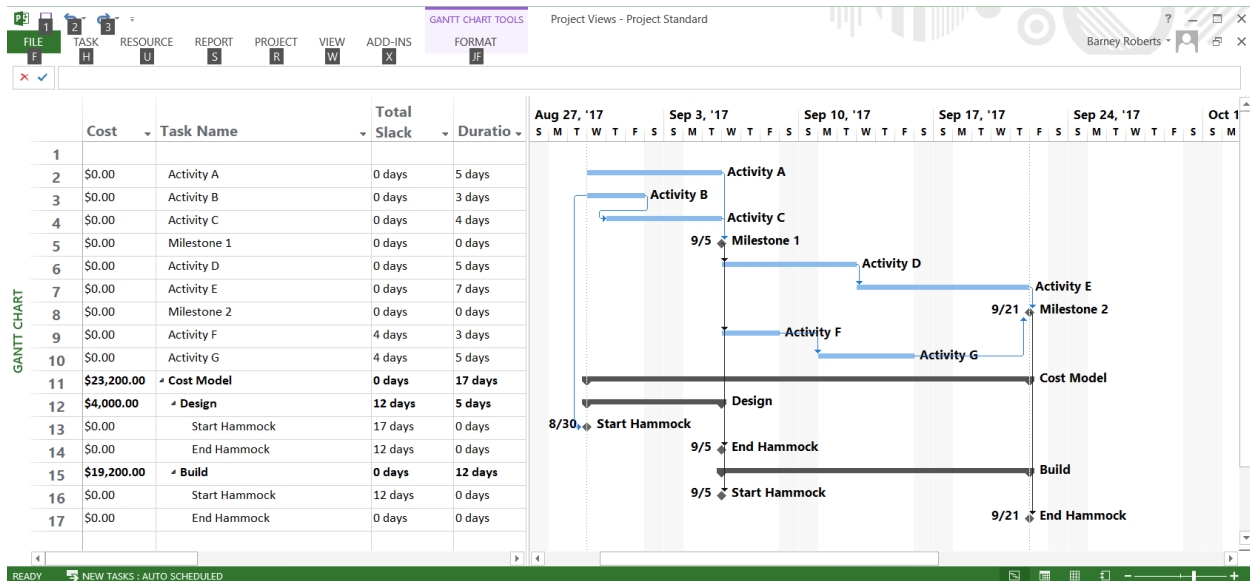 1 2 3 GANTT CHART TOOLS Project Views - Project Standard ?
FILE TASK RESOURCE REPORT PROJECT VIEW ADD-INS FORMAT Barney Roberts
F H U S R W X JF
Total
Cost Task Name Slack Duratio
Aug 27, '17 Sep 3, '17 Sep 10, '17 Sep 17, '17 Sep 24, '17 Oct 1
S M T W T F S S M T W T F S S M T W T F S S M T W T F S S M T W T F S S M
1
2 $0.00 Activity A 0 days 5 days Activity A
3 $0.00 Activity B 0 days 3 days Activity B
4 $0.00 Activity C 0 days 4 days Activity C
5 $0.00 Milestone 1 0 days 0 days 9/5 Milestone 1
6 $0.00 Activity D 0 days 5 days Activity D
7 $0.00 Activity E 0 days 7 days Activity E
8 $0.00 Milestone 2 0 days 0 days 9/21 Milestone 2
9 $0.00 Activity F 4 days 3 days Activity F
10 $0.00 Activity G 4 days 5 days Activity G
11 $23,200.00 Cost Model 0 days 17 days Cost Model
12 $4,000.00 Design 12 days 5 days Design
13 $0.00 Start Hammock 17 days 0 days 8/30 Start Hammock
14 $0.00 End Hammock 12 days 0 days 9/5 End Hammock
15 $19,200.00 Build 0 days 12 days Build
16 $0.00 Start Hammock 12 days 0 days 9/5 Start Hammock
17 $0.00 End Hammock 0 days 0 days 9/21 End Hammock
GANTT CHART
READY NEW TASKS : AUTO SCHEDULED